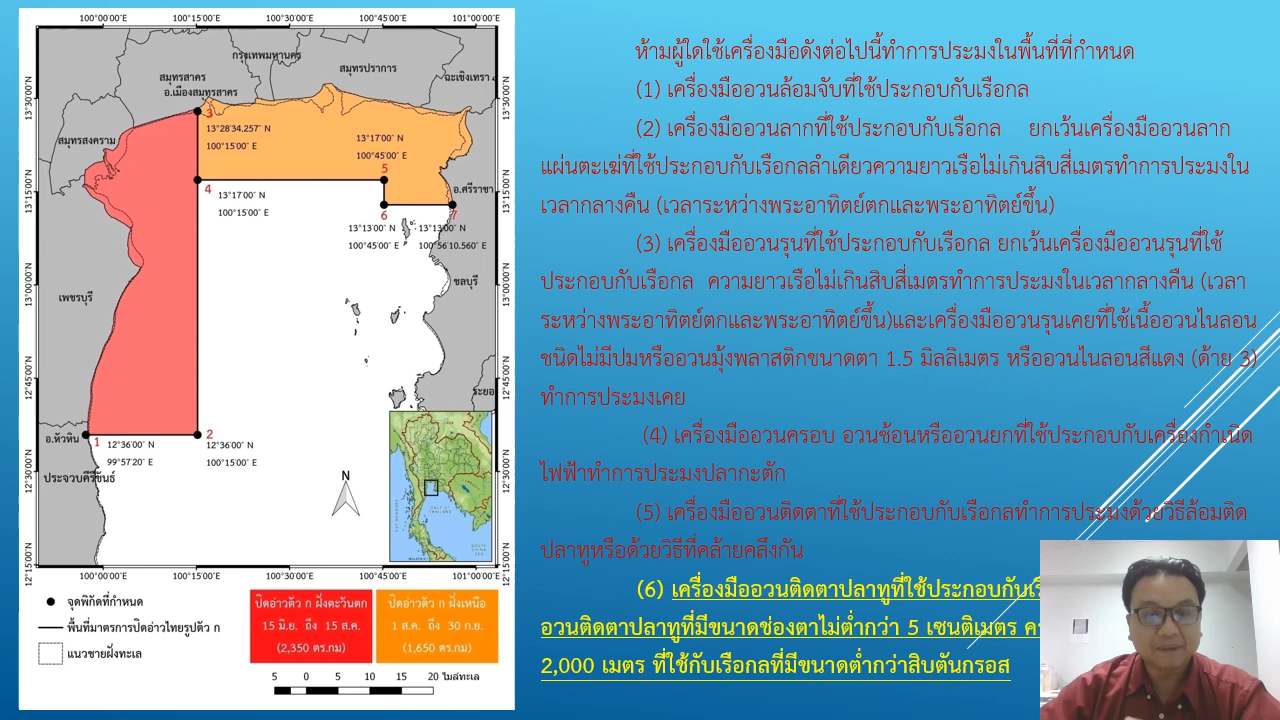 100°00'00"E 100°15'00"E 100°30'00"E 100°45'00"E 101°00'00"E
กรุงเทพมหานคร
สมุทรปราการ
สมุทรสาคร
ฉะเชิงเทรา
อ.เมืองสมุทรสาคร
13°30'00"N
13°30'00"N
3
13°28'34.257" N
100°15'00" E
13°17'00" N
100°45'00" E
สมุทรสงคราม
5
4
13°17'00" N
100°15'00" E
อ.ศรีราชา
13°15'00"N
13°15'00"N
6
7
13°13'00" N
100°45'00" E
13°13'00" N
100°56'10.560" E
ชลบุรี
เพชรบุรี
13°00'00"N
13°00'00"N
12°45'00"N
12°45'00"N
ระยอ
อ.หัวหิน
1
12°36'00" N
99°57'20" E
2
12°36'00" N
100°15'00" E
ประจวบคีรีขันธ์
12°30'00"N
12°30'00"N
N
12°15'00"N
12°15'00"N
100°00'00"E 100°15'00"E 100°30'00"E 100°45'00"E 101°00'00"E
จุดพิกัดที่กำหนด
พื้นที่มาตรการปิดอ่าวไทยรูปตัว ก
แนวชายฝั่งทะเล
ปิดอ่าวตัว ก ฝั่งตะวันตก
15 มิ.ย. ถึง 15 ส.ค.
(2,350 ตร.กม)
ปิดอ่าวตัว ก ฝั่งเหนือ
1 ส.ค. ถึง 30 ก.ย.
(1,650 ตร.กม)
5 0 5 10 15 20 ไมล์ทะเล
ห้ามผู้ใดใช้เครื่องมือดังต่อไปนี้ทำการประมงในพื้นที่ที่กำหนด
(1) เครื่องมืออวนล้อมจับที่ใช้ประกอบกับเรือกล
(2) เครื่องมืออวนลากที่ใช้ประกอบกับเรือกล ยกเว้นเครื่องมืออวนลาก
แผ่นตะเฆ่ที่ใช้ประกอบกับเรือกลลำเดียวความยาวเรือไม่เกินสิบสี่เมตรทำการประมงใน
เวลากลางคืน (เวลาระหว่างพระอาทิตย์ตกและพระอาทิตย์ขึ้น)
(3) เครื่องมืออวนรุนที่ใช้ประกอบกับเรือกล ยกเว้นเครื่องมืออวนรุนที่ใช้
ประกอบกับเรือกล ความยาวเรือไม่เกินสิบสี่เมตรทำการประมงในเวลากลางคืน (เวลา
ระหว่างพระอาทิตย์ตกและพระอาทิตย์ขึ้น)และเครื่องมืออวนรุนเคยที่ใช้เนื้ออวนไนลอน
ชนิดไม่มีปมหรืออวนมุ้งพลาสติกขนาดตา 1.5 มิลลิเมตร หรืออวนไนลอนสีแดง (ด้าย 3)
ทำการประมงเคย
(4) เครื่องมืออวนครอบ อวนช้อนหรืออวนยกที่ใช้ประกอบกับเครื่องกำเนิด
ไฟฟ้าทำการประมงปลากะตัก
(5) เครื่องมืออวนติดตาที่ใช้ประกอบกับเรือกลทำการประมงด้วยวิธีล้อมติด
ปลาทูหรือด้วยวิธีที่คล้ายคลึงกัน
(6) เครื่องมืออวนติดตาปลาทูที่ใช้ประกอบกันเรื
อวนติดตาปลาทูที่มีขนาดช่องตาไม่ต่ำกว่า 5 เซนติเมตร
2,000 เมตร ที่ใช้กับเรือกลที่มีขนาดต่ำกว่าสิบตันกรอส